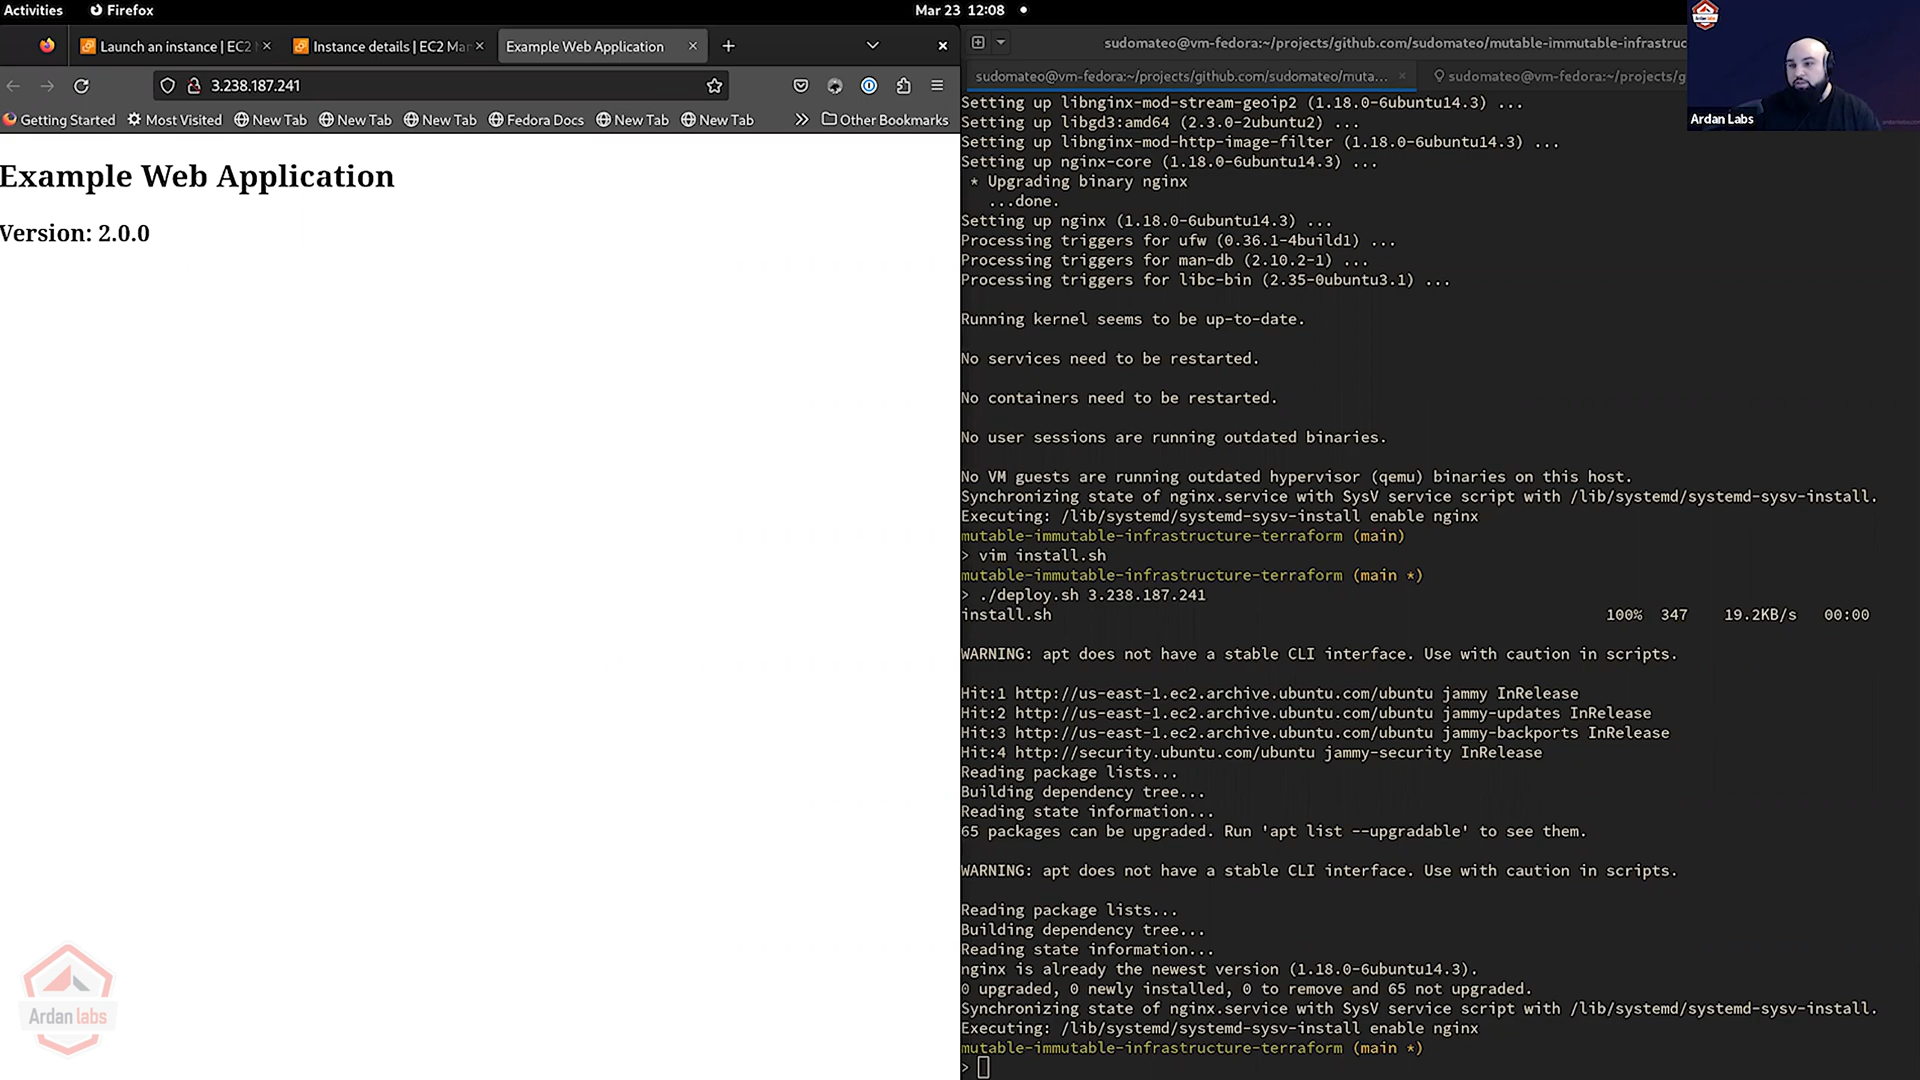 Activities Firefox Mar 23 12:08
Launch an instance | EC2
Instance details | EC2 Man
Example Web Application
3.238.187.241
Getting Started
Most Visited
New Tab
New Tab
New Tab
Fedora Docs
New Tab
New Tab
Other Bookmarks
Example Web Application
Version: 2.0.0
Ardan labs
sudomateo@vm-fedora:~/projects/github.com/sudomateo/mutable-immutable-infrastruc
sudomateo@vm-fedora:~/projects/github.com/sudomateo/muta...
sudomateo@vm-fedora:~/projects/g
Setting up libnginx-mod-stream-geoip2 (1.18.0-6ubuntu14.3) ...
Setting up libgd3:amd64 (2.3.0-2ubuntu2) ...
Setting up libnginx-mod-http-image-filter (1.18.0-6ubuntu14.3) ...
Setting up nginx-core (1.18.0-6ubuntu14.3) ...
* Upgrading binary nginx
...done.
Setting up nginx (1.18.0-6ubuntu14.3) ...
Processing triggers for ufw (0.36.1-4build1) ...
Processing triggers for man-db (2.10.2-1) ...
Processing triggers for libc-bin (2.35-0ubuntu3.1) ...
Running kernel seems to be up-to-date.
No services need to be restarted.
No containers need to be restarted.
No user sessions are running outdated binaries.
No VM guests are running outdated hypervisor (qemu) binaries on this host.
Synchronizing state of nginx.service with SysV service script with /lib/systemd/systemd-sysv-install.
Executing: /lib/systemd/systemd-sysv-install enable nginx
mutable-immutable-infrastructure-terraform (main)
> vim install.sh
mutable-immutable-infrastructure-terraform (main *)
> ./deploy.sh 3.238.187.241
install.sh 100% 347 19.2KB/s 00:00
WARNING: apt does not have a stable CLI interface. Use with caution in scripts.
Hit:1 http://us-east-1.ec2.archive.ubuntu.com/ubuntu jammy InRelease
Hit:2 http://us-east-1.ec2.archive.ubuntu.com/ubuntu jammy-updates InRelease
Hit:3 http://us-east-1.ec2.archive.ubuntu.com/ubuntu jammy-backports InRelease
Hit:4 http://security.ubuntu.com/ubuntu jammy-security InRelease
Reading package lists...
Building dependency tree...
Reading state information...
65 packages can be upgraded. Run 'apt list --upgradable' to see them.
WARNING: apt does not have a stable CLI interface. Use with caution in scripts.
Reading package lists...
Building dependency tree...
Reading state information...
nginx is already the newest version (1.18.0-6ubuntu14.3).
0 upgraded, 0 newly installed, 0 to remove and 65 not upgraded.
Synchronizing state of nginx.service with SysV service script with /lib/systemd/systemd-sysv-install.
Executing: /lib/systemd/systemd-sysv-install enable nginx
mutable-immutable-infrastructure-terraform (main *)
>
Ardan Labs